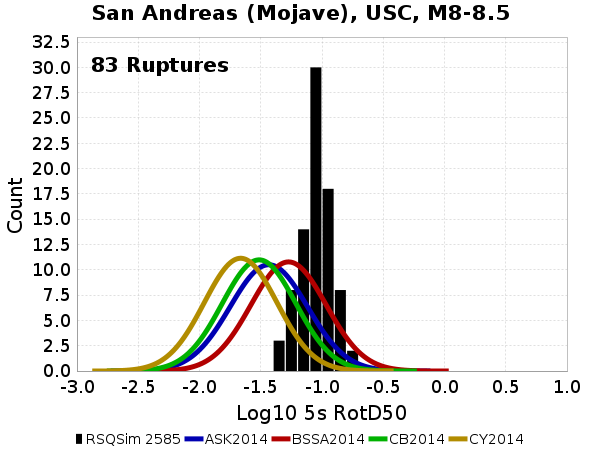 San Andreas (Mojave), USC, M8-8.5
83 Ruptures
Count
32.5
30.0
27.5
25.0
22.5
20.0
17.5
15.0
12.5
10.0
7.5
5.0
2.5
0.0
-3.0 -2.5 -2.0 -1.5 -1.0 -0.5 0.0 0.5 1.0
Log10 5s RotD50
RSQSim 2585 ASK2014 BSSA2014 CB2014 CY2014